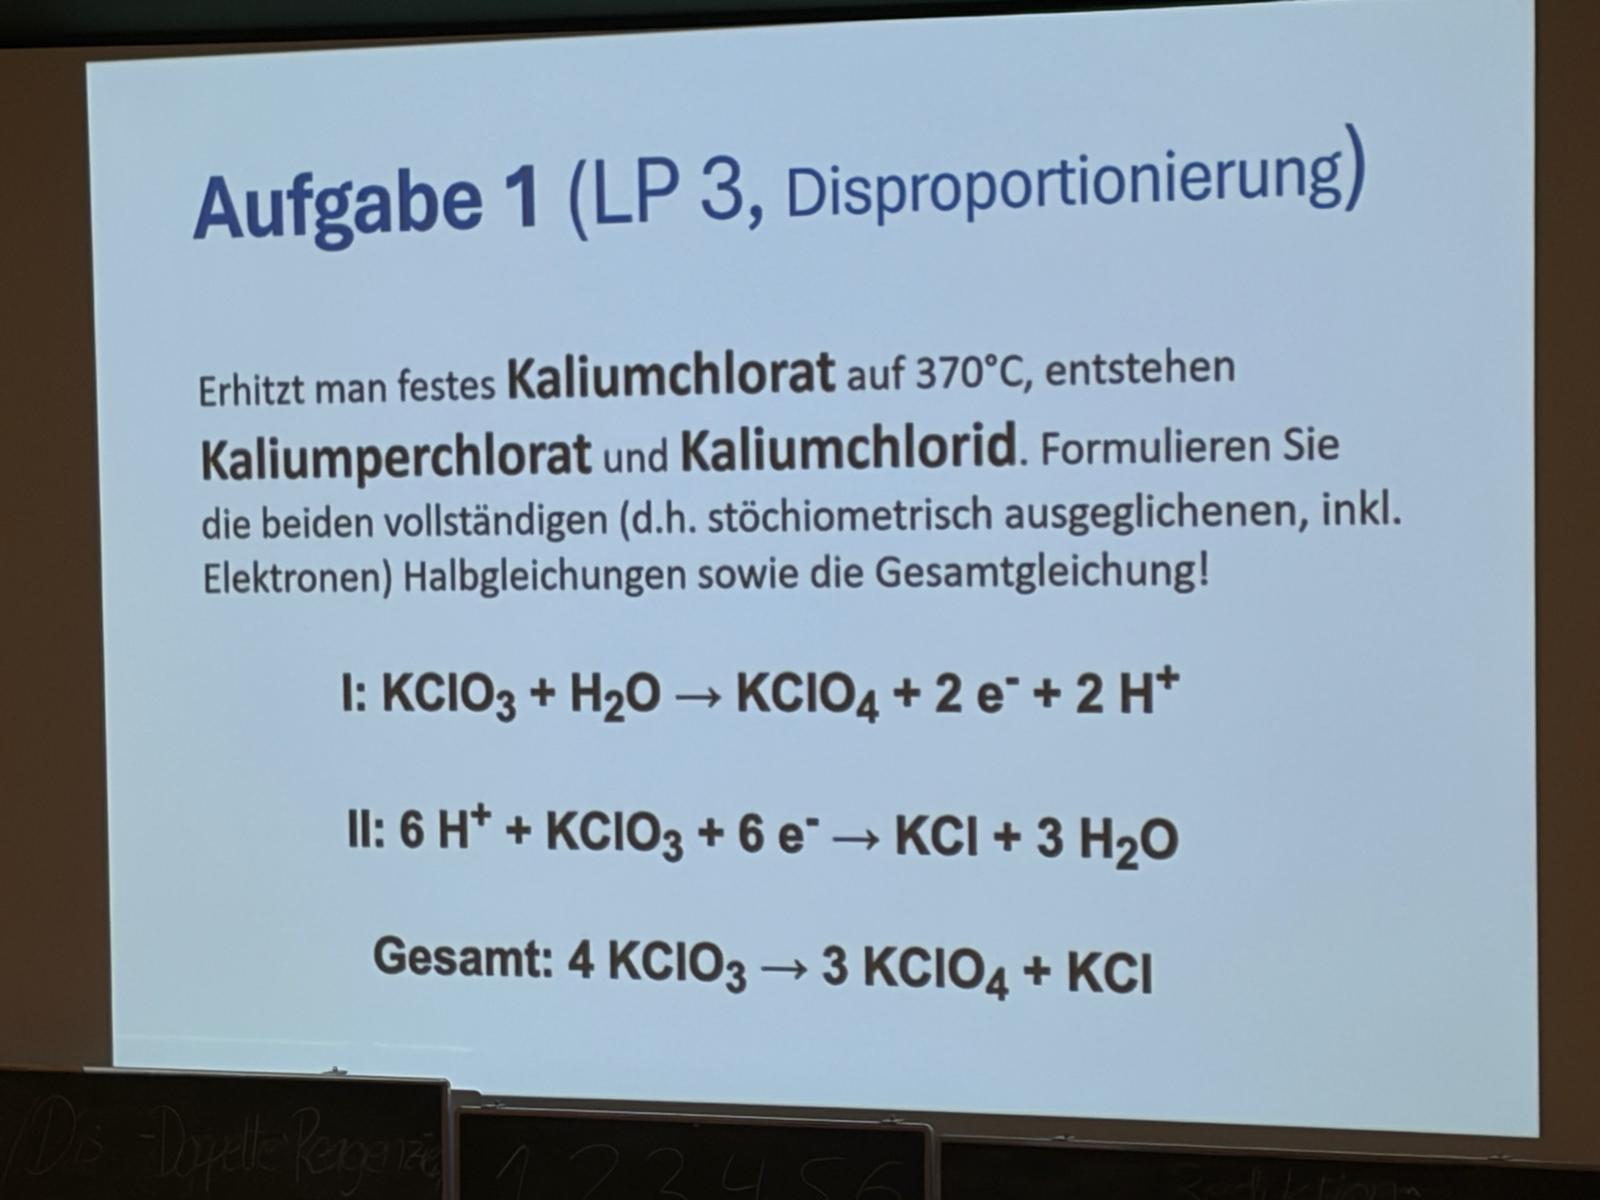 Aufgabe 1 (LP 3, Disproportionierung)
Erhitzt man festes Kaliumchlorat auf 370°C, entstehen
Kaliumperchlorat und Kaliumchlorid. Formulieren Sie
die beiden vollständigen (d.h. stöchiometrisch ausgeglichenen, inkl.
Elektronen) Halbgleichungen sowie die Gesamtgleichung!
I: KClO₃ + H₂O → KClO₄ + 2 e⁻ + 2 H⁺
II: 6 H⁺ + KClO₃ + 6 e⁻ → KCl + 3 H₂O
Gesamt: 4 KClO₃ → 3 KClO₄ + KCl
Dis - Doppelte
1 2 3 4 5 6